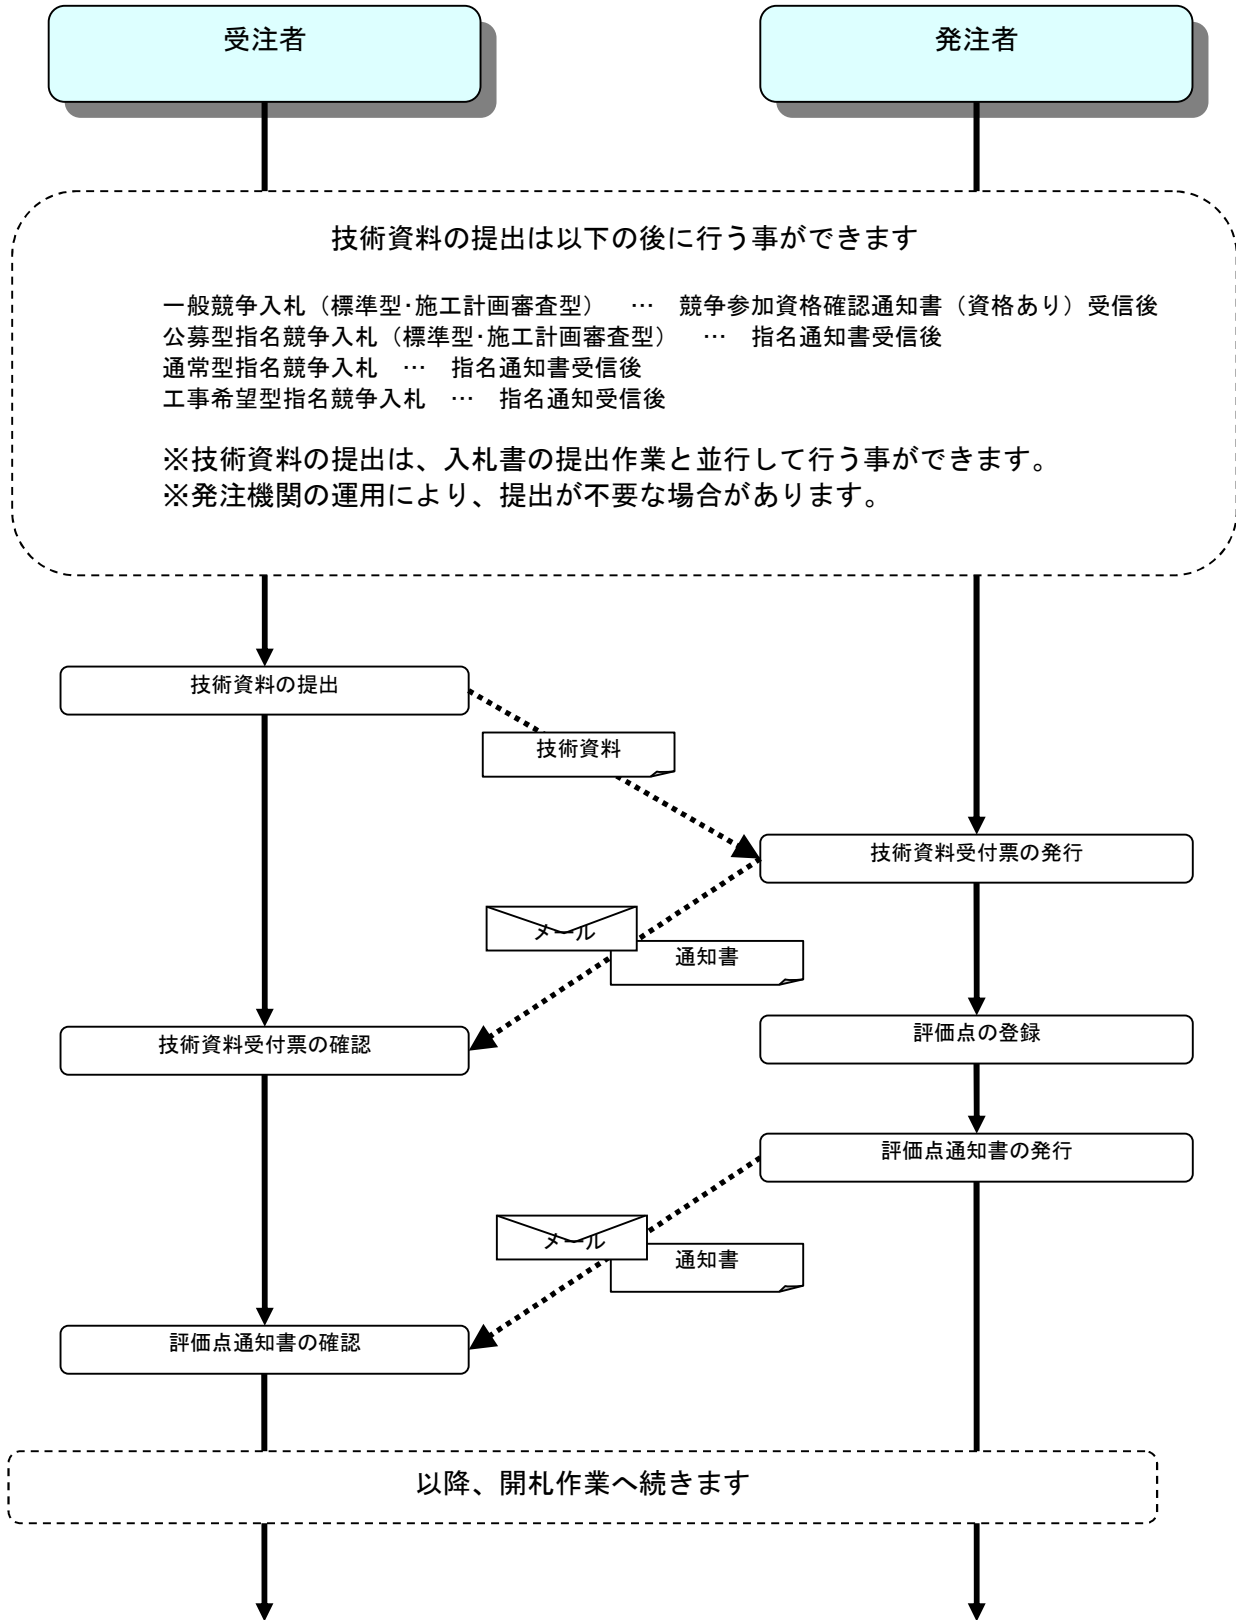 受注者
発注者
技術資料の提出は以下の後に行う事ができます
一般競争入札（標準型･施工計画審査型）　…　競争参加資格確認通知書（資格あり）受信後
公募型指名競争入札（標準型･施工計画審査型）　…　指名通知書受信後
通常型指名競争入札　…　指名通知書受信後
工事希望型指名競争入札　…　指名通知受信後
※技術資料の提出は、入札書の提出作業と並行して行う事ができます。
※発注機関の運用により、提出が不要な場合があります。
技術資料の提出
技術資料
技術資料受付票の発行
メール
通知書
技術資料受付票の確認
評価点の登録
評価点通知書の発行
メール
通知書
評価点通知書の確認
以降、開札作業へ続きます